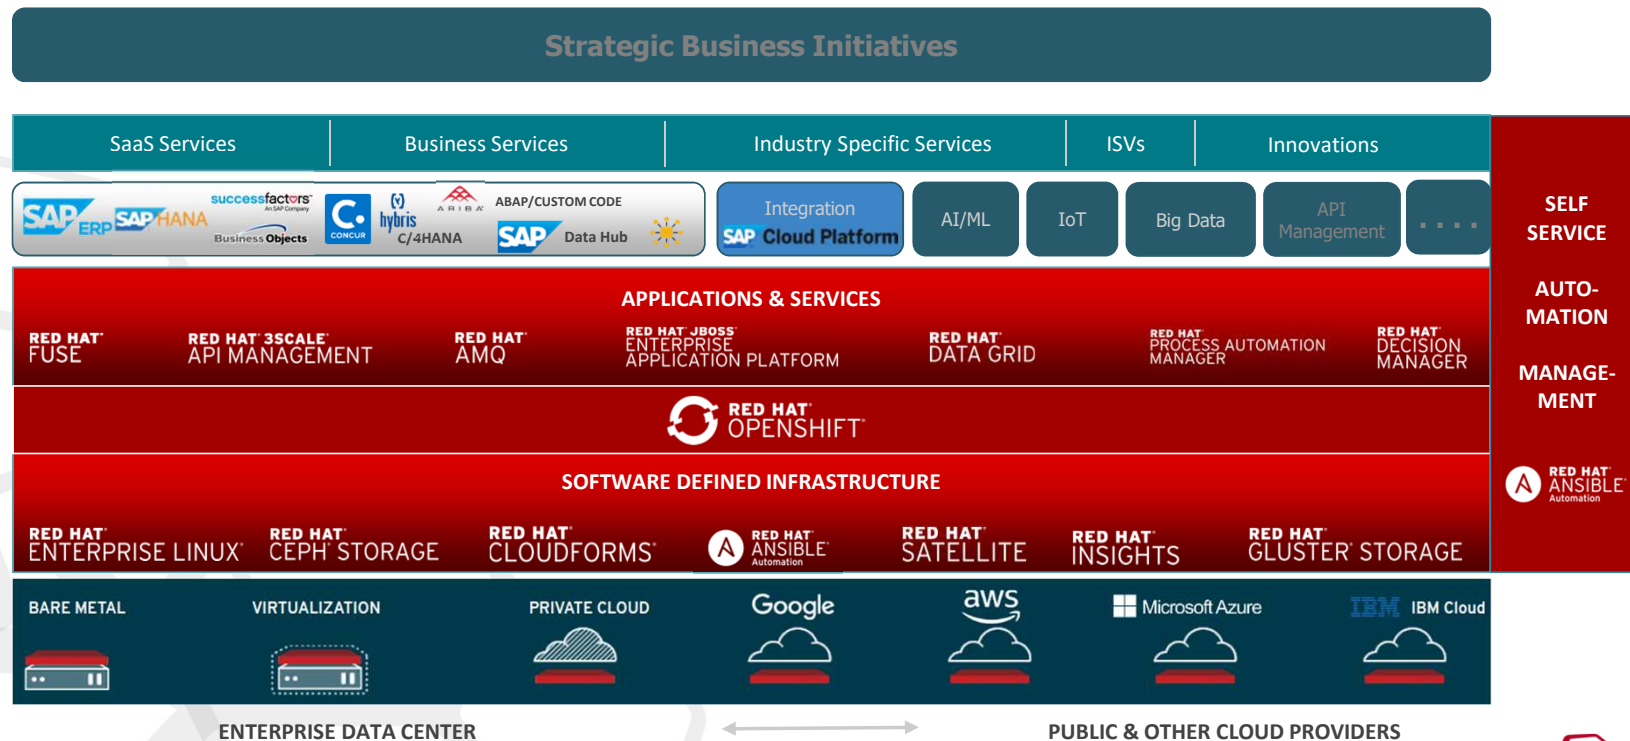 Strategic Business Initiatives
SaaS Services
Business Services
Industry Specific Services
ISVs
Innovations
SAP ERP
SAP HANA
successfactors™
An SAP Company
Business Objects
C.
CONCUR
(y)
hybris
C/4HANA
ARIBA
ABAP/CUSTOM CODE
SAP Data Hub
Integration
SAP Cloud Platform
AI/ML
IoT
Big Data
API
Management
. . . .
SELF
SERVICE
AUTO-
MATION
MANAGE-
MENT
RED HAT®
ANSIBLE®
Automation
APPLICATIONS & SERVICES
RED HAT®
FUSE
RED HAT® 3SCALE®
API MANAGEMENT
RED HAT®
AMQ
RED HAT® JBOSS®
ENTERPRISE
APPLICATION PLATFORM
RED HAT®
DATA GRID
RED HAT®
PROCESS AUTOMATION
MANAGER
RED HAT®
DECISION
MANAGER
RED HAT®
OPENSHIFT®
SOFTWARE DEFINED INFRASTRUCTURE
RED HAT®
ENTERPRISE LINUX®
RED HAT®
CEPH® STORAGE
RED HAT®
CLOUDFORMS®
RED HAT®
ANSIBLE®
Automation
RED HAT®
SATELLITE
RED HAT®
INSIGHTS
RED HAT®
GLUSTER® STORAGE
BARE METAL
VIRTUALIZATION
PRIVATE CLOUD
Google
aws
Microsoft Azure
IBM IBM Cloud
ENTERPRISE DATA CENTER
PUBLIC & OTHER CLOUD PROVIDERS